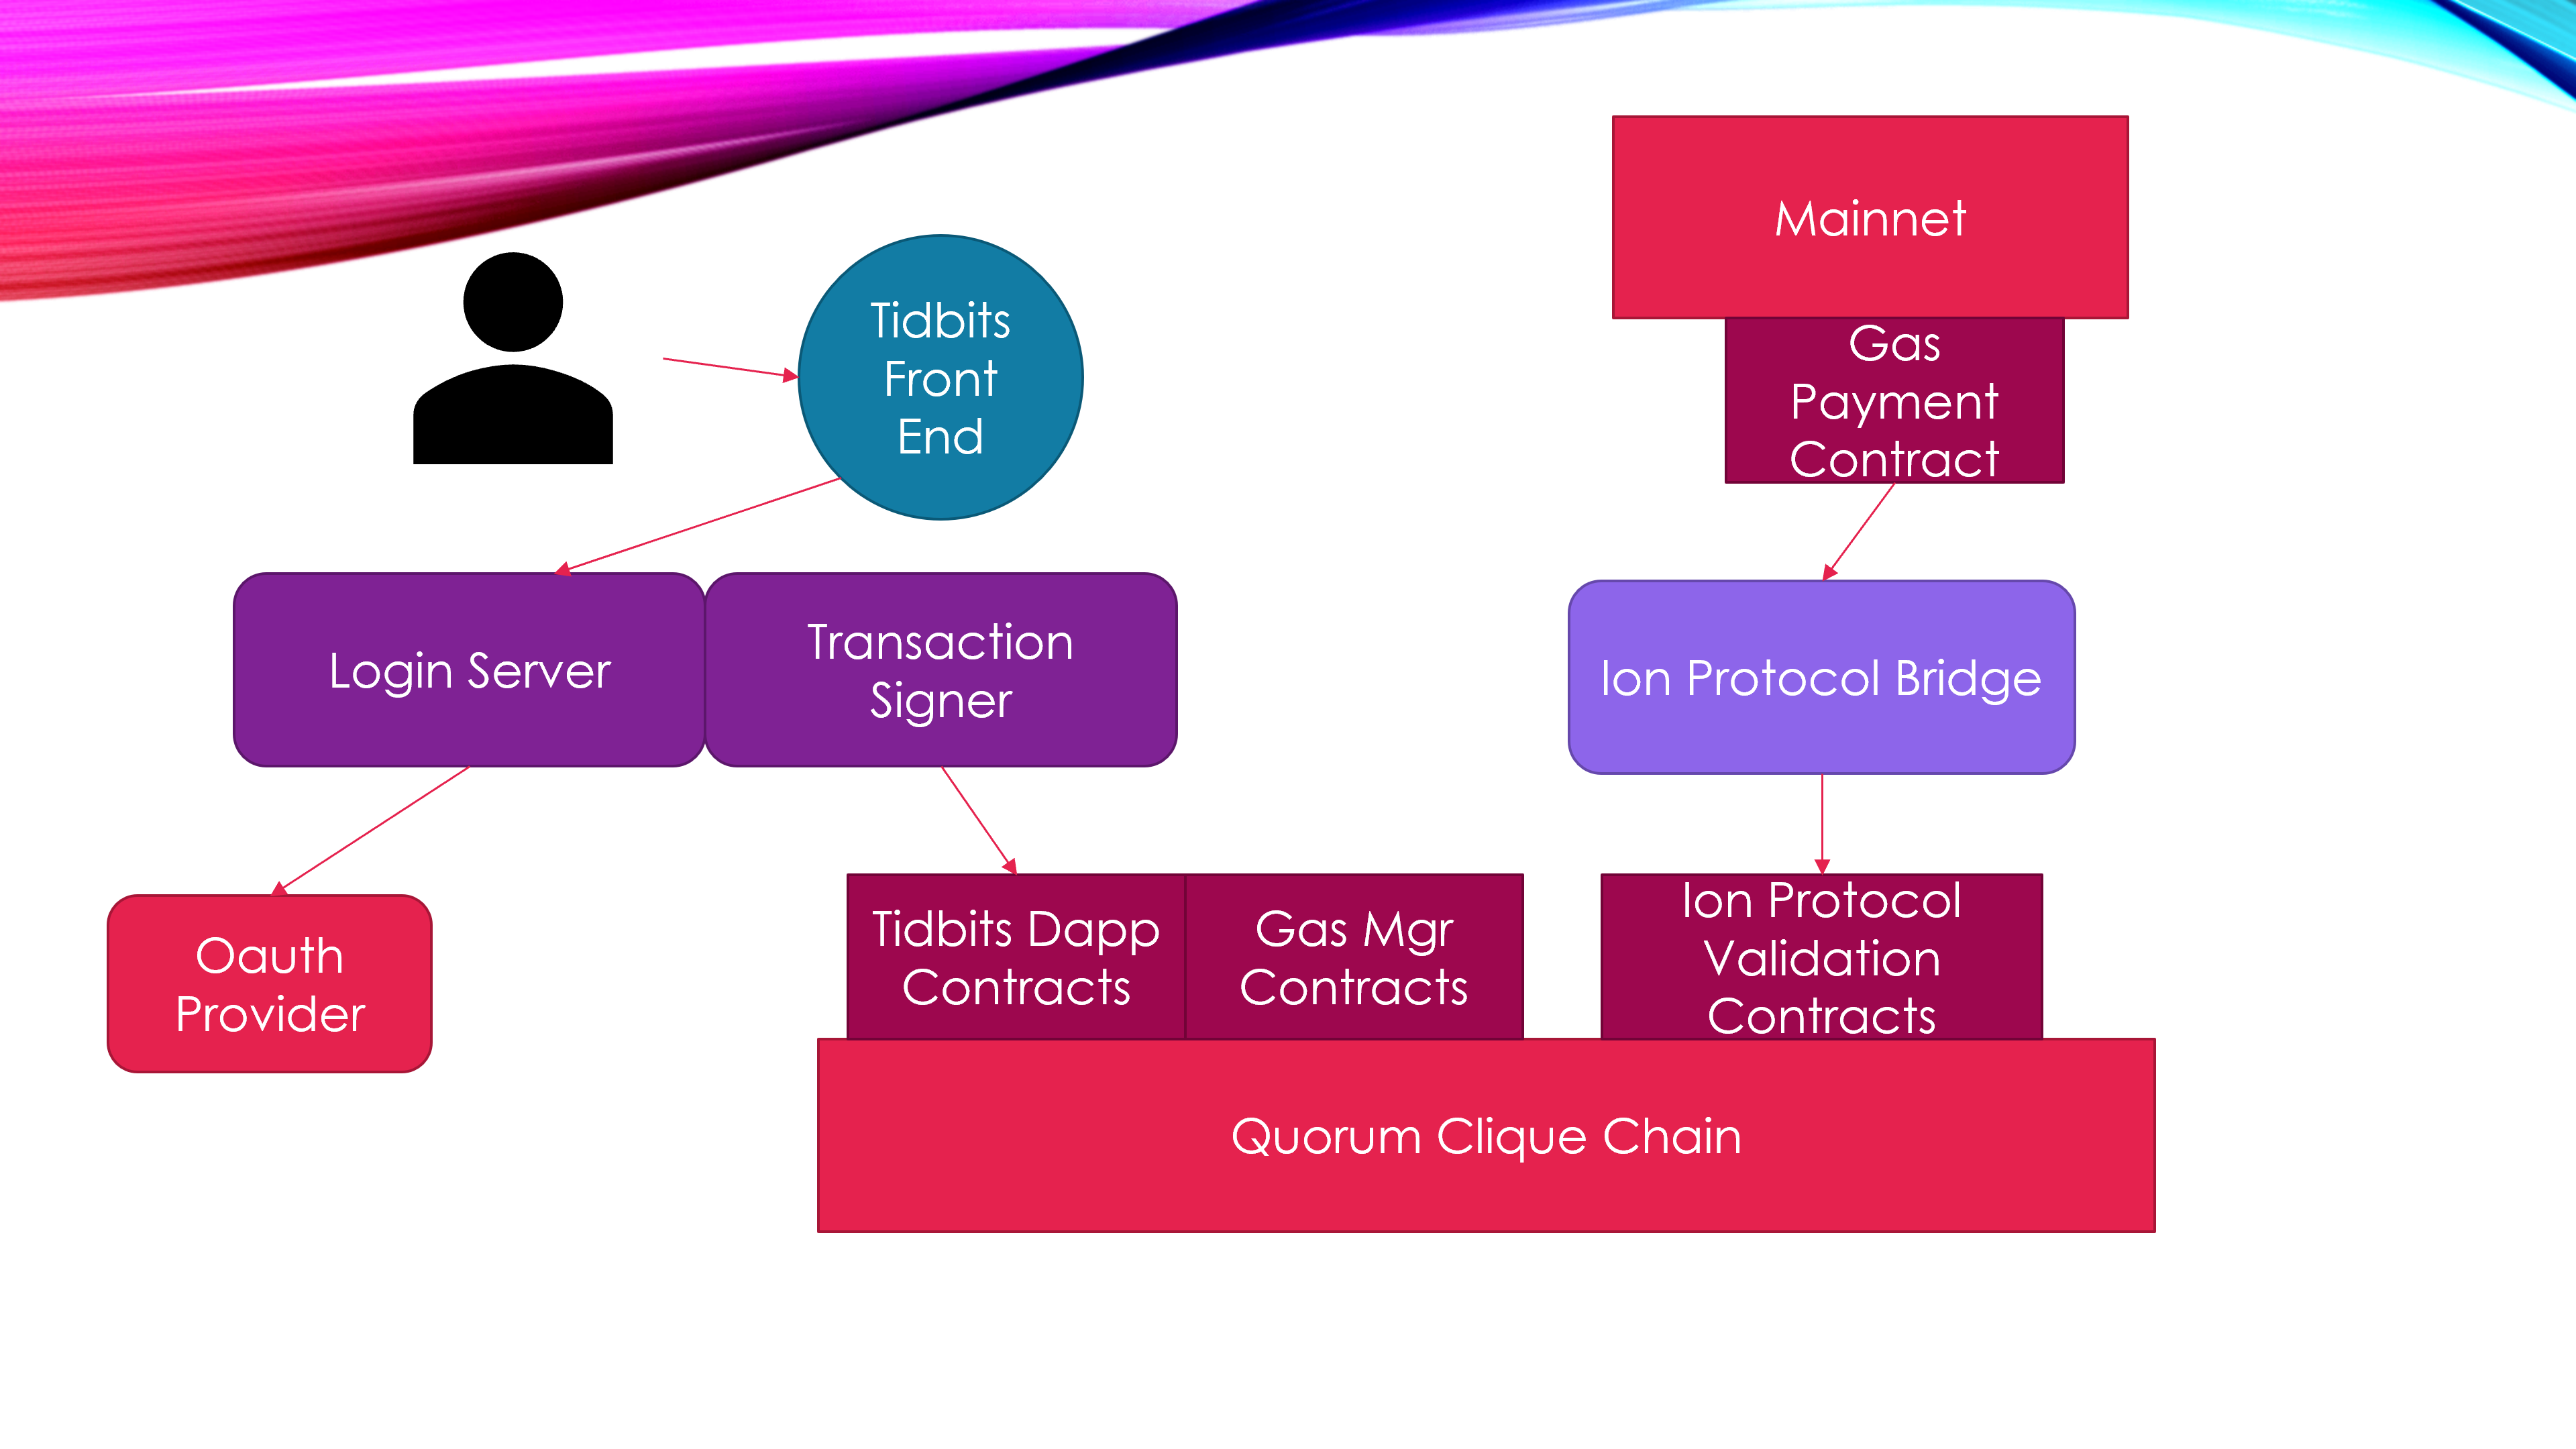 Mainnet
Tidbits
Front
End
Gas
Payment
Contract
Login Server
Transaction
Signer
Ion Protocol Bridge
Oauth
Provider
Tidbits Dapp
Contracts
Gas Mgr
Contracts
Ion Protocol
Validation
Contracts
Quorum Clique Chain